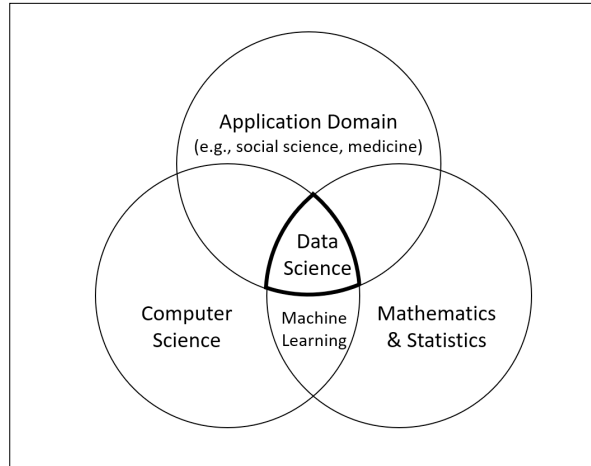 Application Domain
(e.g., social science, medicine)
Data
Science
Computer
Science
Machine
Learning
Mathematics
& Statistics